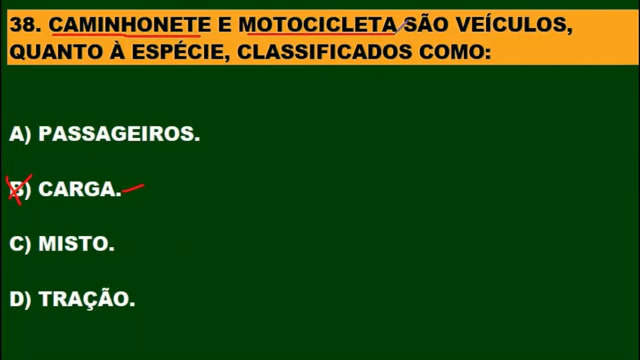 38. CAMINHONETE E MOTOCICLETA SÃO VEÍCULOS,
QUANTO À ESPÉCIE, CLASSIFICADOS COMO:
A) PASSAGEIROS.
B) CARGA.
C) MISTO.
D) TRAÇÃO.